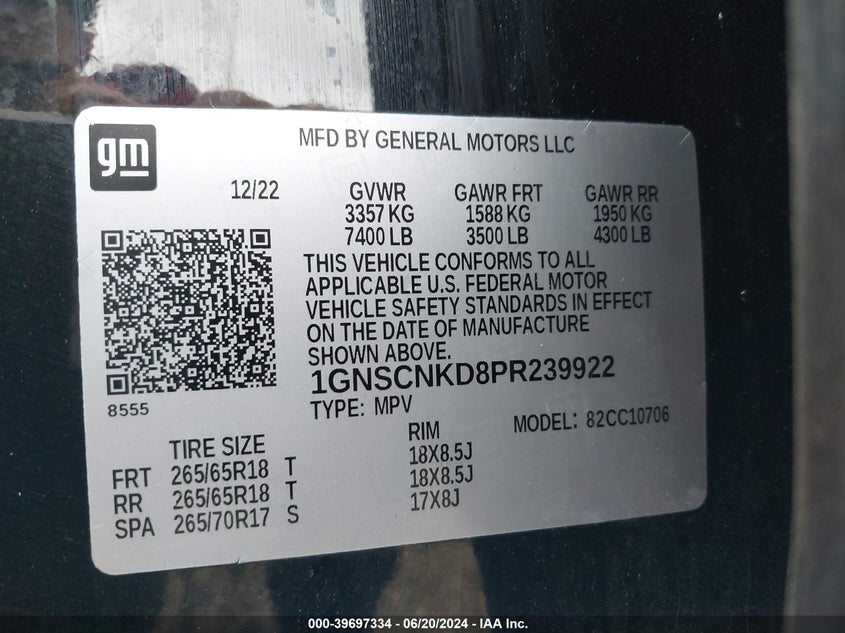 gm
MFD BY GENERAL MOTORS LLC
12/22 GVWR GAWR FRT GAWR RR
3357 KG 1588 KG 1950 KG
7400 LB 3500 LB 4300 LB
THIS VEHICLE CONFORMS TO ALL
APPLICABLE U.S. FEDERAL MOTOR
VEHICLE SAFETY STANDARDS IN EFFECT
ON THE DATE OF MANUFACTURE
SHOWN ABOVE.
1GNSCNKD8PR239922
8555
TYPE: MPV
MODEL: 82CC10706
TIRE SIZE RIM
FRT 265/65R18 T 18X8.5J
RR 265/65R18 T 18X8.5J
SPA 265/70R17 S 17X8J
000-39697334 - 06/20/2024 - IAA Inc.